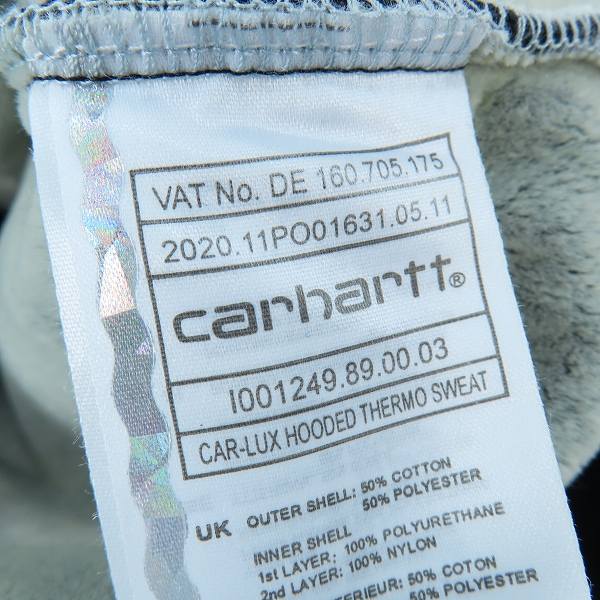 VAT No. DE 160.705.175
2020.11PO01631.05.11
carhartt®
I001249.89.00.03
CAR-LUX HOODED THERMO SWEAT
UK OUTER SHELL: 50% COTTON
50% POLYESTER
INNER SHELL
1st LAYER: 100% POLYURETHANE
2nd LAYER: 100% NYLON
TERIEUR: 50% COTON
50% POLYESTER